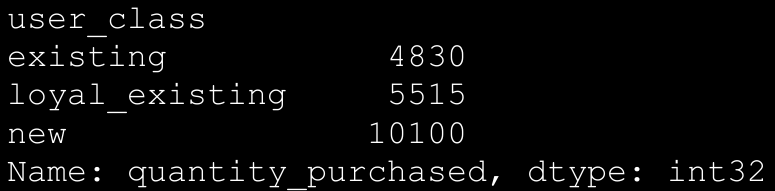 user_class
existing            4830
loyal_existing     5515
new               10100
Name: quantity_purchased, dtype: int32